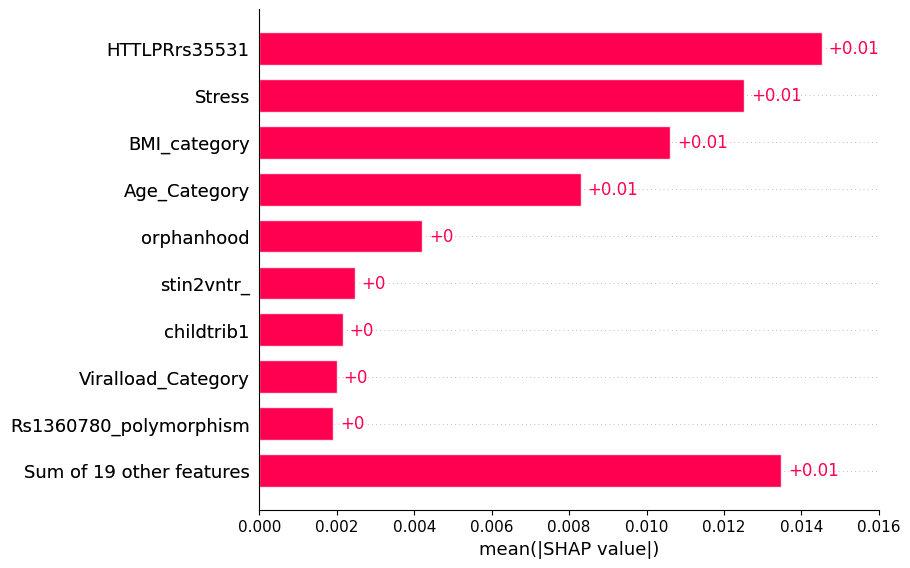 HTTLPRrs35531 +0.01
Stress +0.01
BMI_category +0.01
Age_Category +0.01
orphanhood +0
stin2vntr_ +0
childtrib1 +0
Viralload_Category +0
Rs1360780_polymorphism +0
Sum of 19 other features +0.01
0.000 0.002 0.004 0.006 0.008 0.010 0.012 0.014 0.016
mean(|SHAP value|)